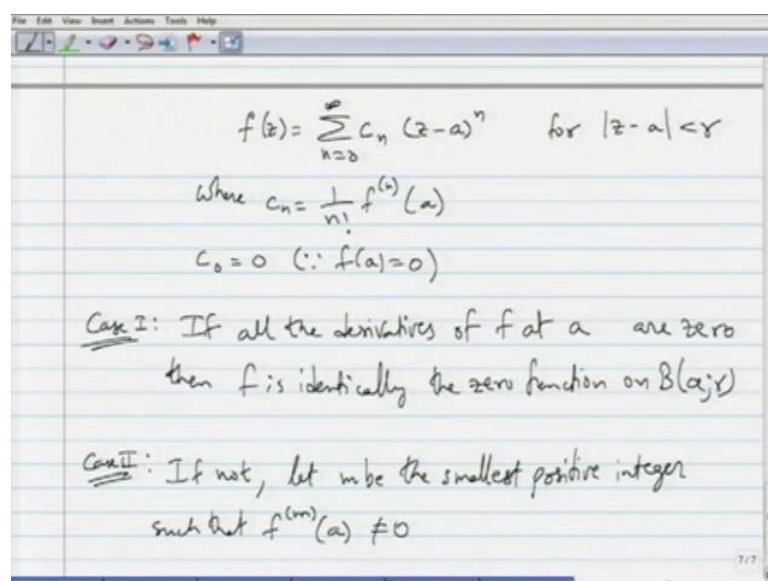 File Edit View Insert Actions Tools Help
f(z) = ∑_{n=0}^{∞} c_n (z-a)^n for |z-a| < r
where c_n = 1/n! f^{(n)}(a)
c_0 = 0 (∵ f(a)=0)
Case I: If all the derivatives of f at a are zero
then f is identically the zero function on B(a;r)
Case II: If not, let m be the smallest positive integer
such that f^{(m)}(a) ≠ 0
7/7